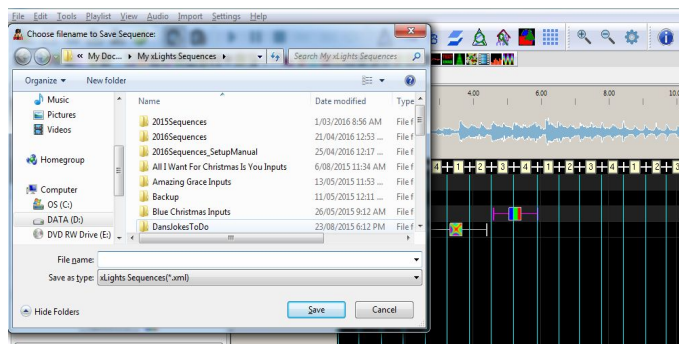 File Edit Tools Playlist View Audio Import Settings Help
Choose filename to Save Sequence:
« My Doc... ▸ My xLights Sequences ▸
Search My xLights Sequences
Organize ▾ New folder
Music
Pictures
Videos
Homegroup
Computer
OS (C:)
DATA (D:)
DVD RW Drive (E:)
Name Date modified Type
2015Sequences 1/03/2016 8:56 AM File f
2016Sequences 21/04/2016 12:53 ... File f
2016Sequences_SetupManual 25/04/2016 12:17 ... File f
All I Want For Christmas Is You Inputs 6/08/2015 11:34 AM File f
Amazing Grace Inputs 13/05/2015 11:53 ... File f
Backup 11/05/2015 12:11 ... File f
Blue Christmas Inputs 26/05/2015 9:12 AM File f
DansJokesToDo 23/08/2015 6:12 PM File f
File name:
Save as type: xLights Sequences(*.xml)
Hide Folders
Save Cancel
4.00 6.00 8.00 10.0
4 1 2 3 4 1 2 3 4 1 2 3